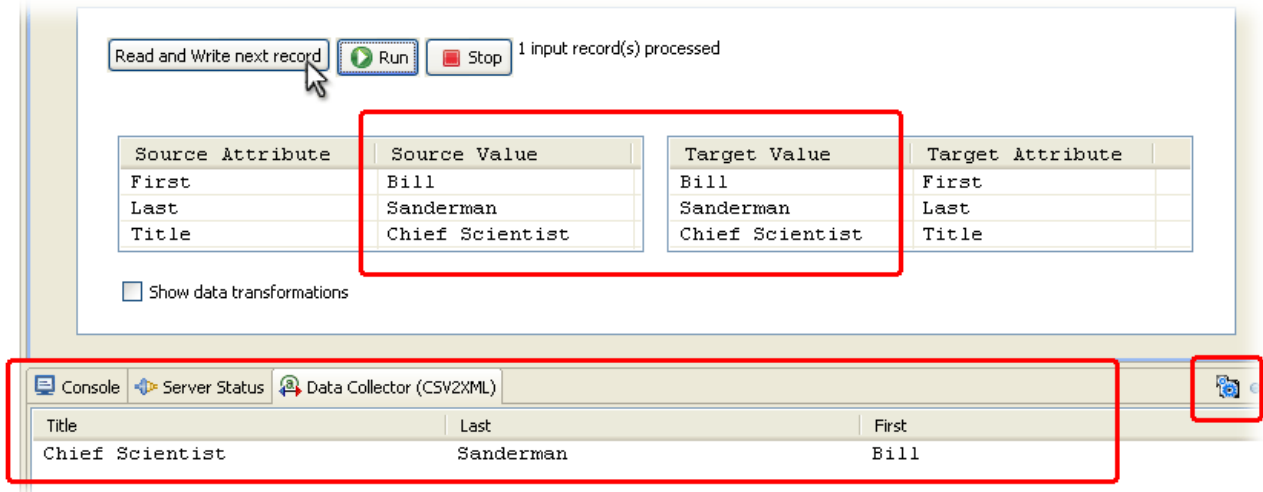 Read and Write next record Run Stop 1 input record(s) processed
Source Attribute Source Value Target Value Target Attribute
First Bill Bill First
Last Sanderman Sanderman Last
Title Chief Scientist Chief Scientist Title
Show data transformations
Console Server Status Data Collector (CSV2XML)
Title Last First
Chief Scientist Sanderman Bill